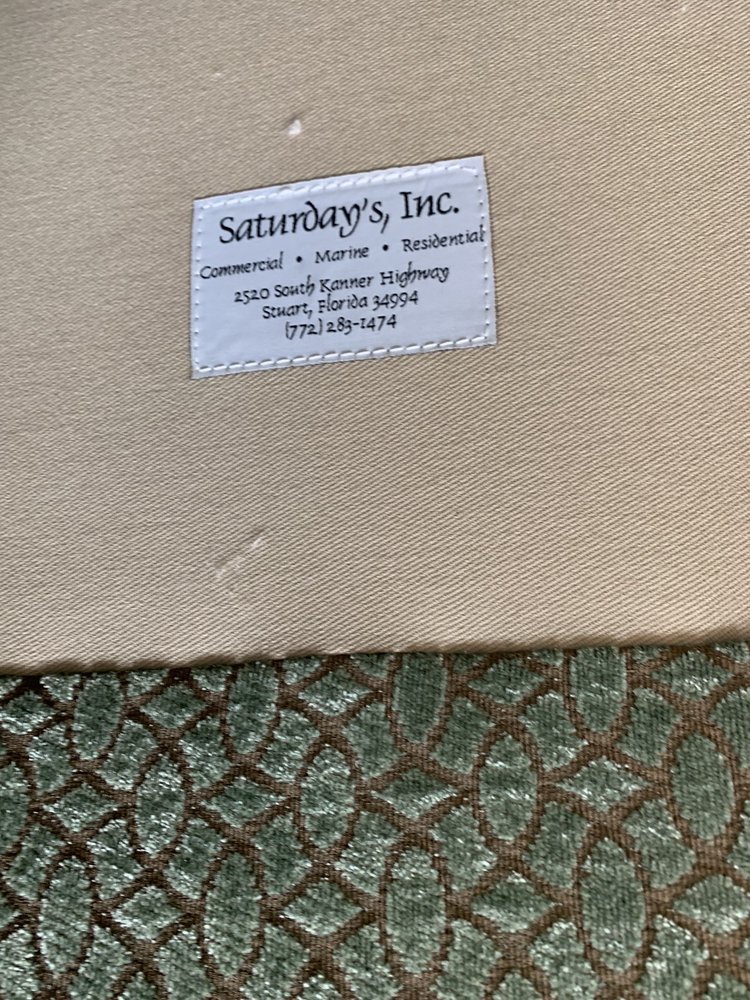 Saturday's, Inc.
Commercial • Marine • Residential
2520 South Kanner Highway
Stuart, Florida 34994
(772) 283-1474